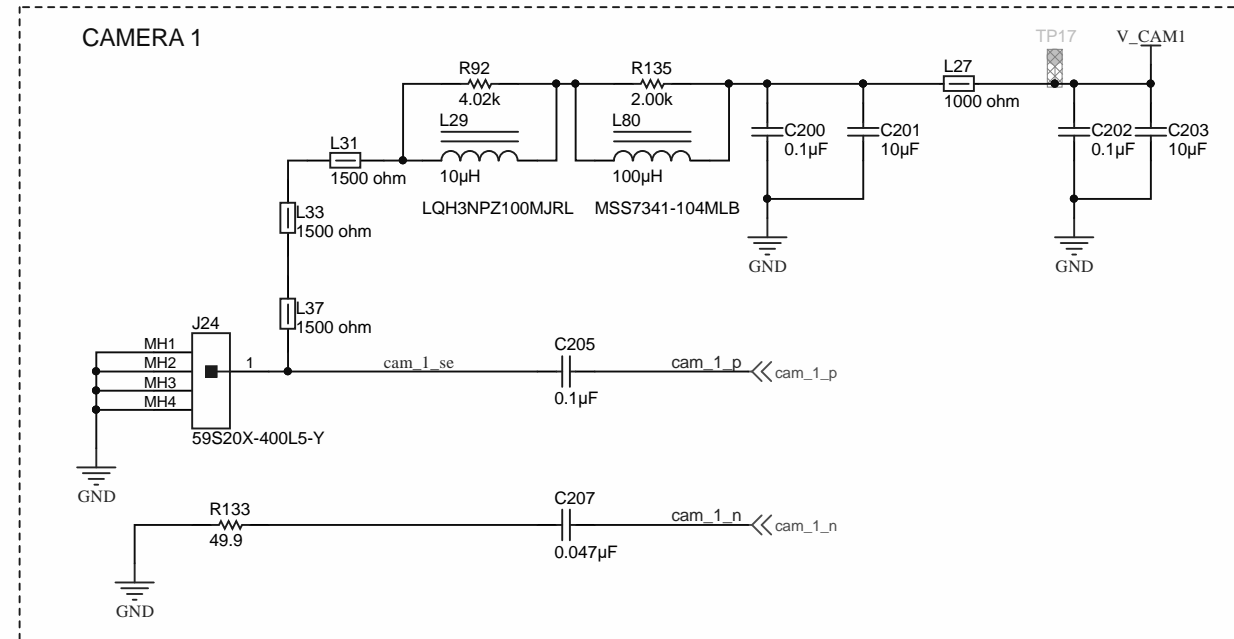 CAMERA 1
TP17
V_CAM1
R92
4.02k
R135
2.00k
L27
1000 ohm
L29
10µH
L80
100µH
C200
0.1µF
C201
10µF
C202
0.1µF
C203
10µF
L31
1500 ohm
LQH3NPZ100MJRL
MSS7341-104MLB
L33
1500 ohm
GND
GND
L37
1500 ohm
J24
MH1
MH2
MH3
MH4
1
cam_1_se
C205
0.1µF
cam_1_p
cam_1_p
59S20X-400L5-Y
GND
R133
49.9
C207
0.047µF
cam_1_n
cam_1_n
GND